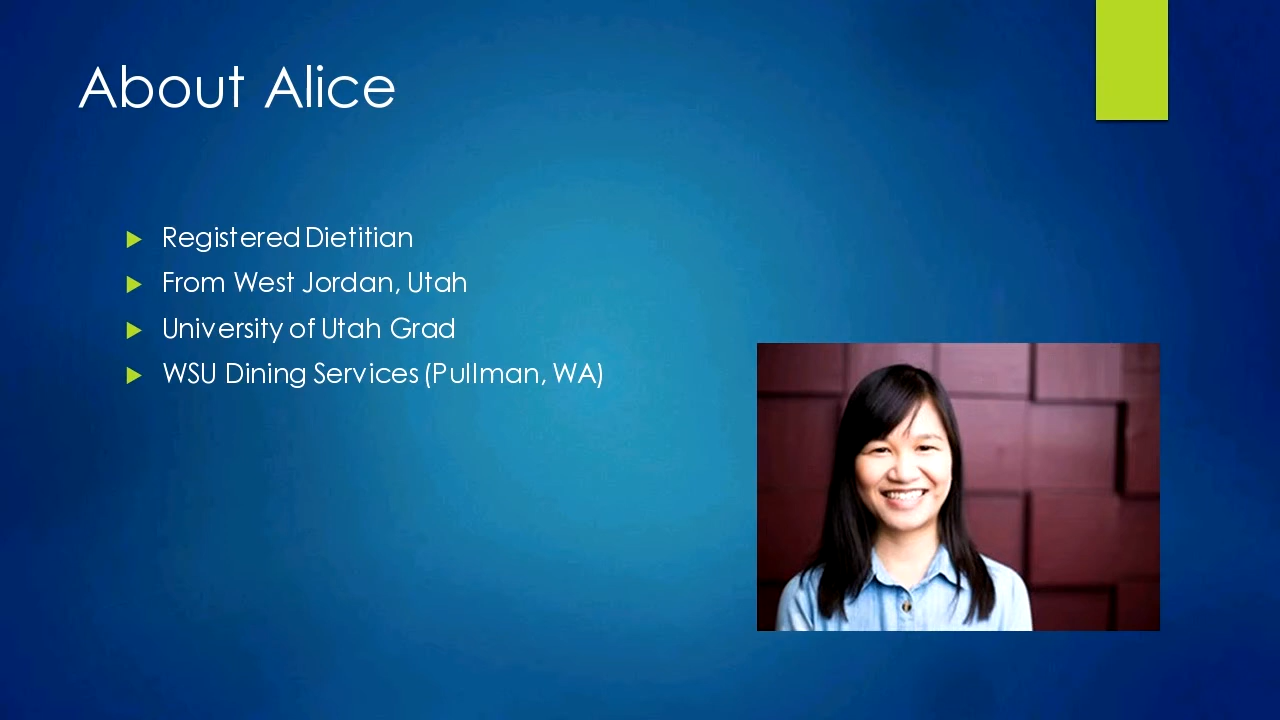 About Alice
Registered Dietitian
From West Jordan, Utah
University of Utah Grad
WSU Dining Services (Pullman, WA)